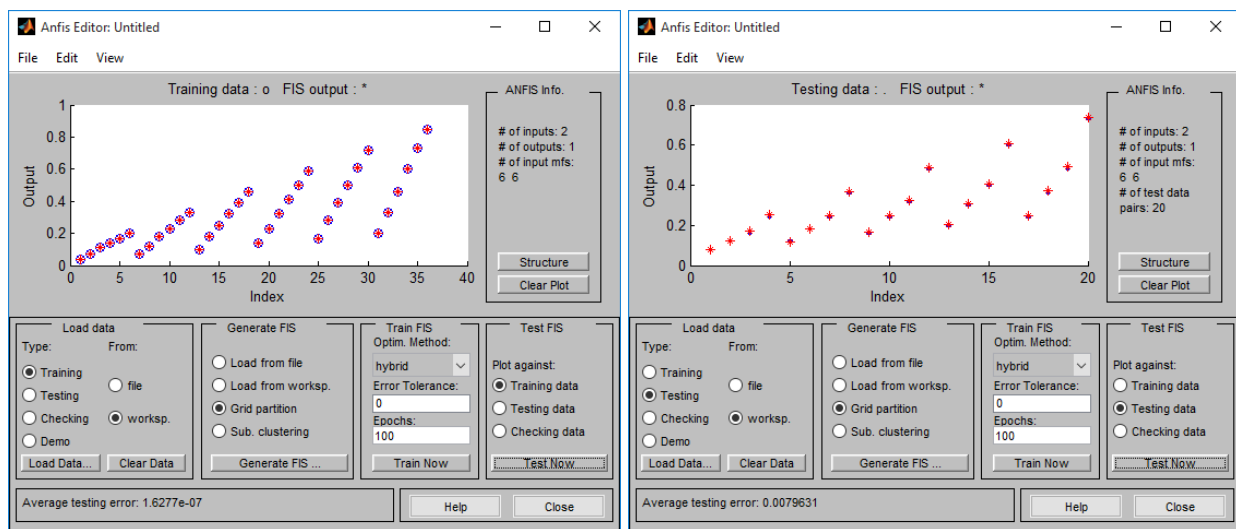 Anfis Editor: Untitled
File Edit View
Training data : o FIS output : *
1
0.8
0.6
0.4
0.2
0
Output
0 5 10 15 20 25 30 35 40
Index
ANFIS Info.
# of inputs: 2
# of outputs: 1
# of input mfs:
6 6
Structure
Clear Plot
Load data
Type: From:
Training
Testing
Checking
Demo
file
worksp.
Load Data... Clear Data
Generate FIS
Load from file
Load from worksp.
Grid partition
Sub. clustering
Generate FIS ...
Train FIS
Optim. Method:
hybrid
Error Tolerance:
0
Epochs:
100
Train Now
Test FIS
Plot against:
Training data
Testing data
Checking data
Test Now
Average testing error: 1.6277e-07
Help Close
Anfis Editor: Untitled
File Edit View
Testing data : . FIS output : *
0.8
0.6
0.4
0.2
0
Output
0 5 10 15 20
Index
ANFIS Info.
# of inputs: 2
# of outputs: 1
# of input mfs:
6 6
# of test data
pairs: 20
Structure
Clear Plot
Load data
Type: From:
Training
Testing
Checking
Demo
file
worksp.
Load Data... Clear Data
Generate FIS
Load from file
Load from worksp.
Grid partition
Sub. clustering
Generate FIS ...
Train FIS
Optim. Method:
hybrid
Error Tolerance:
0
Epochs:
100
Train Now
Test FIS
Plot against:
Training data
Testing data
Checking data
Test Now
Average testing error: 0.0079631
Help Close